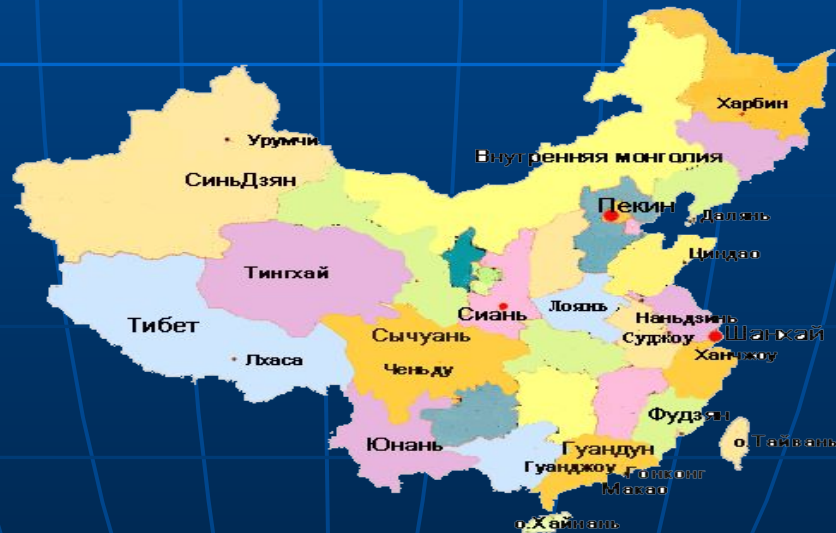 Харбин
Урумчи
Внутренняя монголия
СиньДзян
Пекин
Далянь
Циндао
Тингхай
Лоянь
Сиань
Наньдзинь
Тибет
Шанхай
Сычуань
Суджоу
Ханчжоу
Лхаса
Ченьду
Фудзян
Юнань
о.Тайвань
Гуандун
Гуанджоу
Гонконг
Макао
о.Хайнань